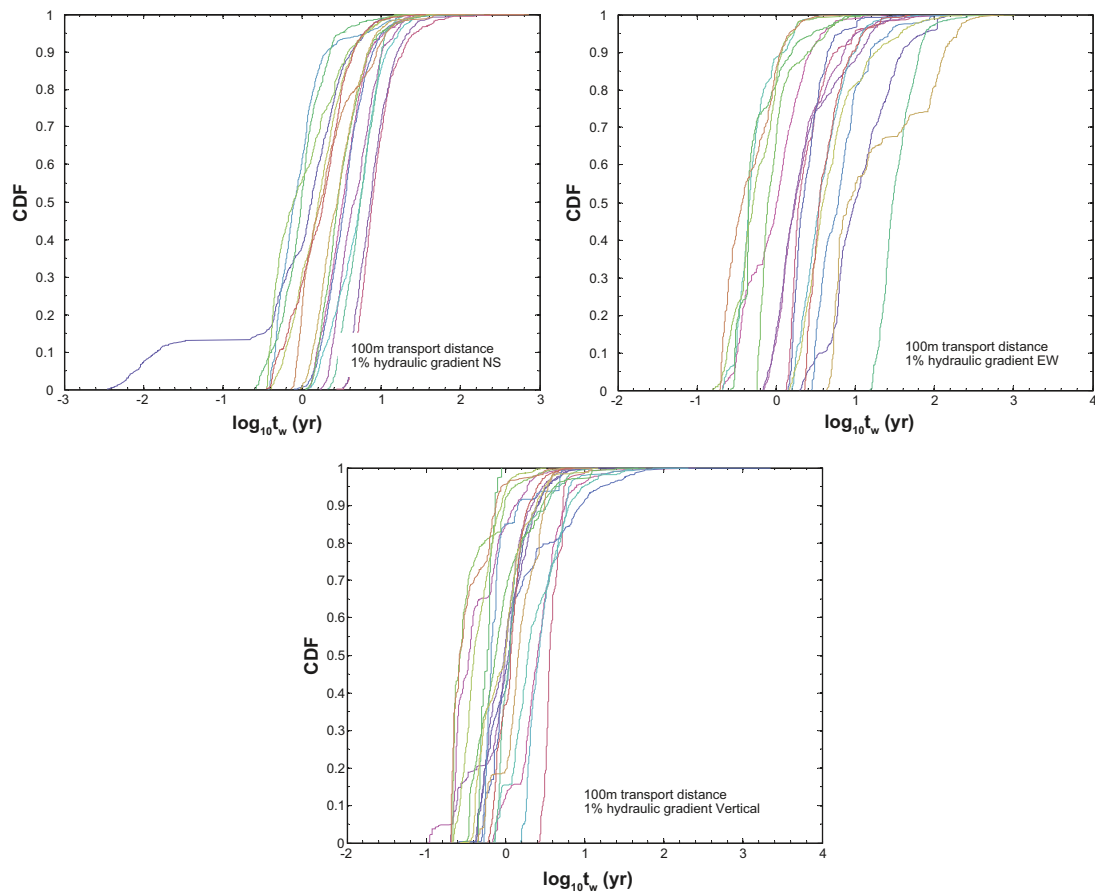 1
0.9
0.8
0.7
0.6
0.5
0.4
0.3
0.2
0.1
0
CDF
-3 -2 -1 0 1 2 3
log10tw (yr)
100m transport distance
1% hydraulic gradient NS
1
0.9
0.8
0.7
0.6
0.5
0.4
0.3
0.2
0.1
0
CDF
-2 -1 0 1 2 3 4
log10tw (yr)
100m transport distance
1% hydraulic gradient EW
1
0.9
0.8
0.7
0.6
0.5
0.4
0.3
0.2
0.1
0
CDF
-2 -1 0 1 2 3 4
log10tw (yr)
100m transport distance
1% hydraulic gradient Vertical